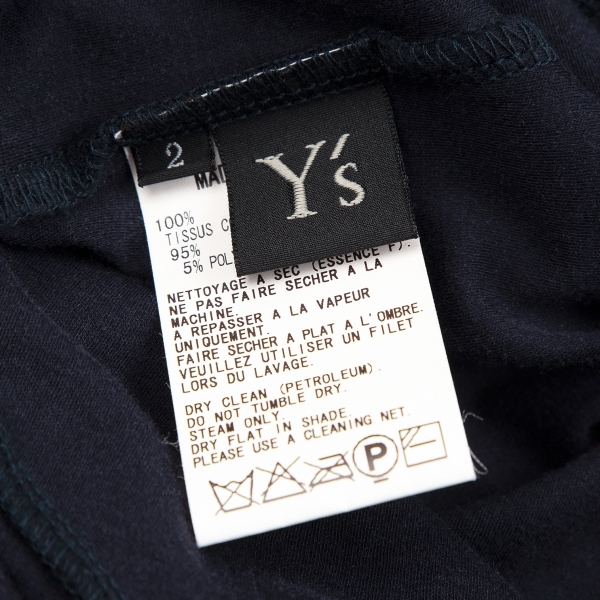 2
Y's
100%
TISSUS
95%
5%
NETTOYAGE A SEC (ESSENCE F).
NE PAS FAIRE SECHER A LA
MACHINE.
A REPASSER A LA VAPEUR
UNIQUEMENT.
FAIRE SECHER A PLAT A L'OMBRE.
VEUILLEZ UTILISER UN FILET
LORS DU LAVAGE.
DRY CLEAN (PETROLEUM).
DO NOT TUMBLE DRY.
STEAM ONLY.
DRY FLAT IN SHADE.
PLEASE USE A CLEANING NET.
P